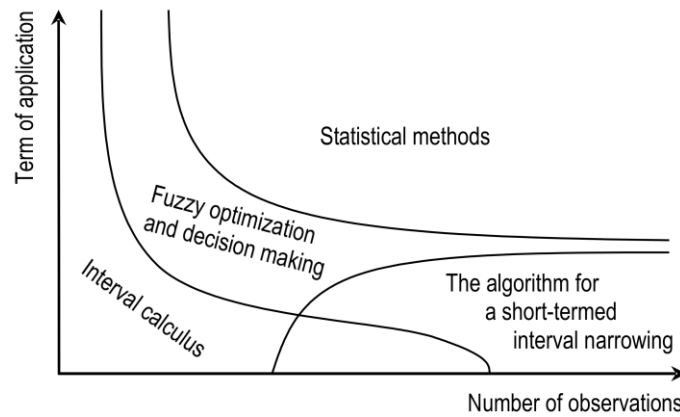 Term of application
Statistical methods
Fuzzy optimization
and decision making
Interval calculus
The algorithm for
a short-termed
interval narrowing
Number of observations